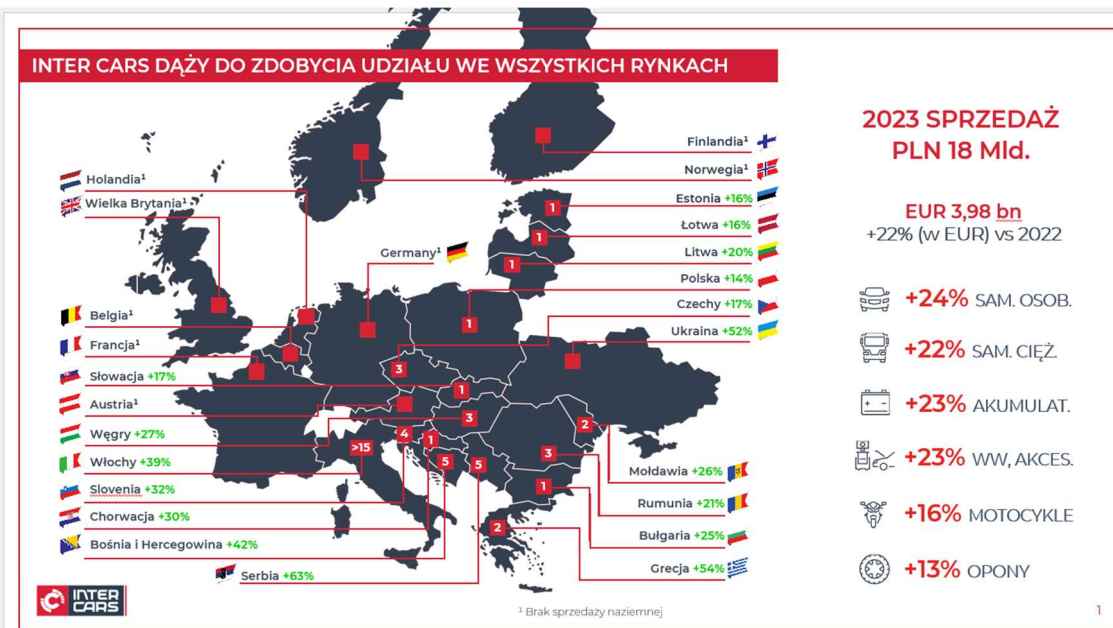 INTER CARS DĄŻY DO ZDOBYCIA UDZIAŁU WE WSZYSTKICH RYNKACH
Holandia¹
Wielka Brytania¹
Belgia¹
Francja¹
Słowacja +17%
Austria¹
Węgry +27%
Włochy +39%
Slovenia +32%
Chorwacja +30%
Bośnia i Hercegowina +42%
Serbia +63%
Germany¹
Finlandia¹
Norwegia¹
Estonia +16%
Łotwa +16%
Litwa +20%
Polska +14%
Czechy +17%
Ukraina +52%
Mołdawia +26%
Rumunia +21%
Bułgaria +25%
Grecja +54%
1
1
1
1
3
1
3
2
4
1
>15
5
5
3
1
2
2023 SPRZEDAŻ
PLN 18 Mld.
EUR 3,98 bn
+22% (w EUR) vs 2022
+24% SAM. OSOB.
+22% SAM. CIĘŻ.
+23% AKUMULAT.
+23% WW, AKCES.
+16% MOTOCYKLE
+13% OPONY
INTER
CARS
¹ Brak sprzedaży naziemnej
1